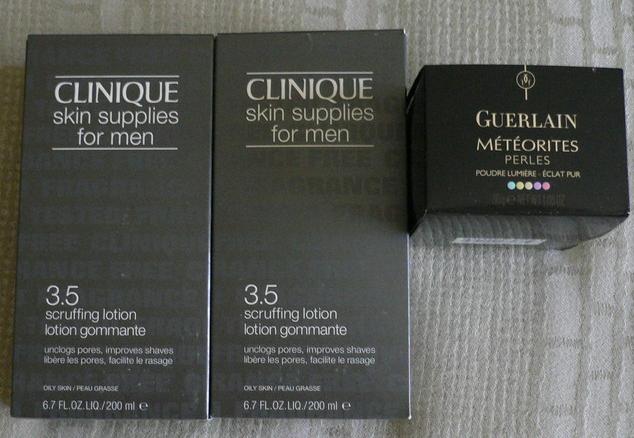 CLINIQUE
skin supplies
for men
3.5
scruffing lotion
lotion gommante
unclogs pores, improves shaves
libère les pores, facilite le rasage
OILY SKIN / PEAU GRASSE
6.7 FL.OZ.LIQ./200 ml e
CLINIQUE
skin supplies
for men
3.5
scruffing lotion
lotion gommante
unclogs pores, improves shaves
libère les pores, facilite le rasage
OILY SKIN / PEAU GRASSE
6.7 FL.OZ.LIQ./200 ml e
GUERLAIN
MÉTÉORITES
PERLES
POUDRE LUMIÈRE · ÉCLAT PUR